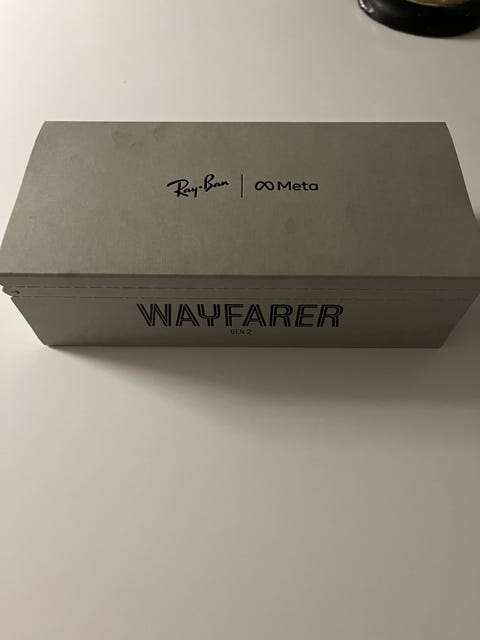 Ray-Ban | ∞ Meta
WAYFARER
GEN 2